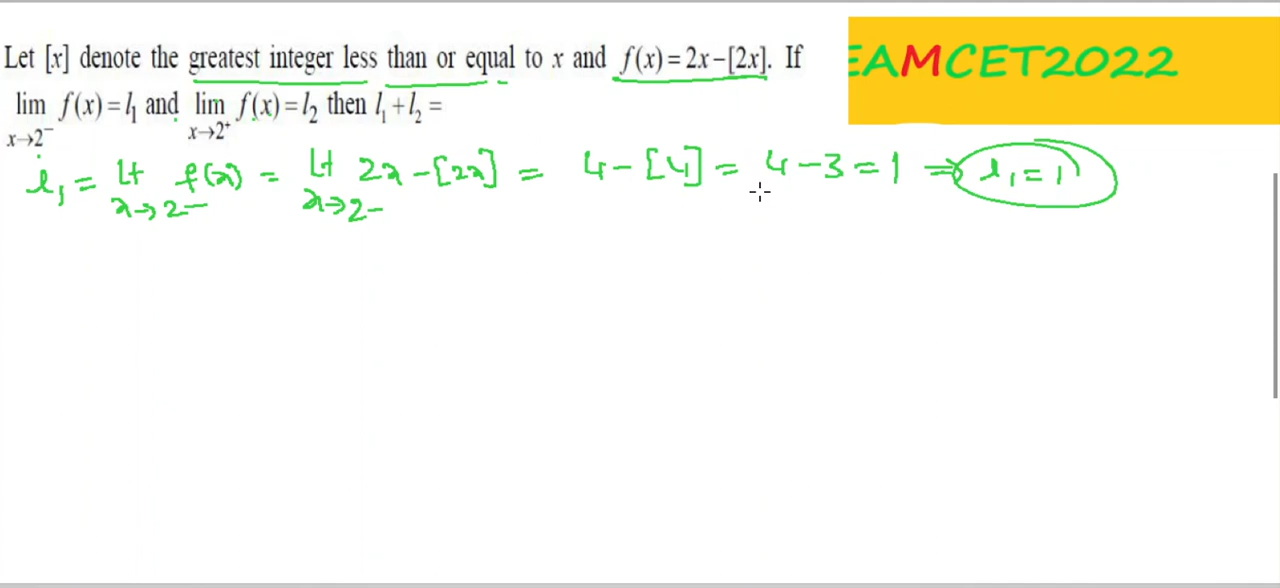 Let [x] denote the greatest integer less than or equal to x and f(x)=2x−[2x]. If
lim x→2⁻ f(x)=l₁ and lim x→2⁺ f(x)=l₂ then l₁+l₂=
EAMCET2022
l₁ = Lt x→2− f(x) = Lt x→2− 2x−[2x] = 4−[4] = 4−3=1 ⇒ l₁=1